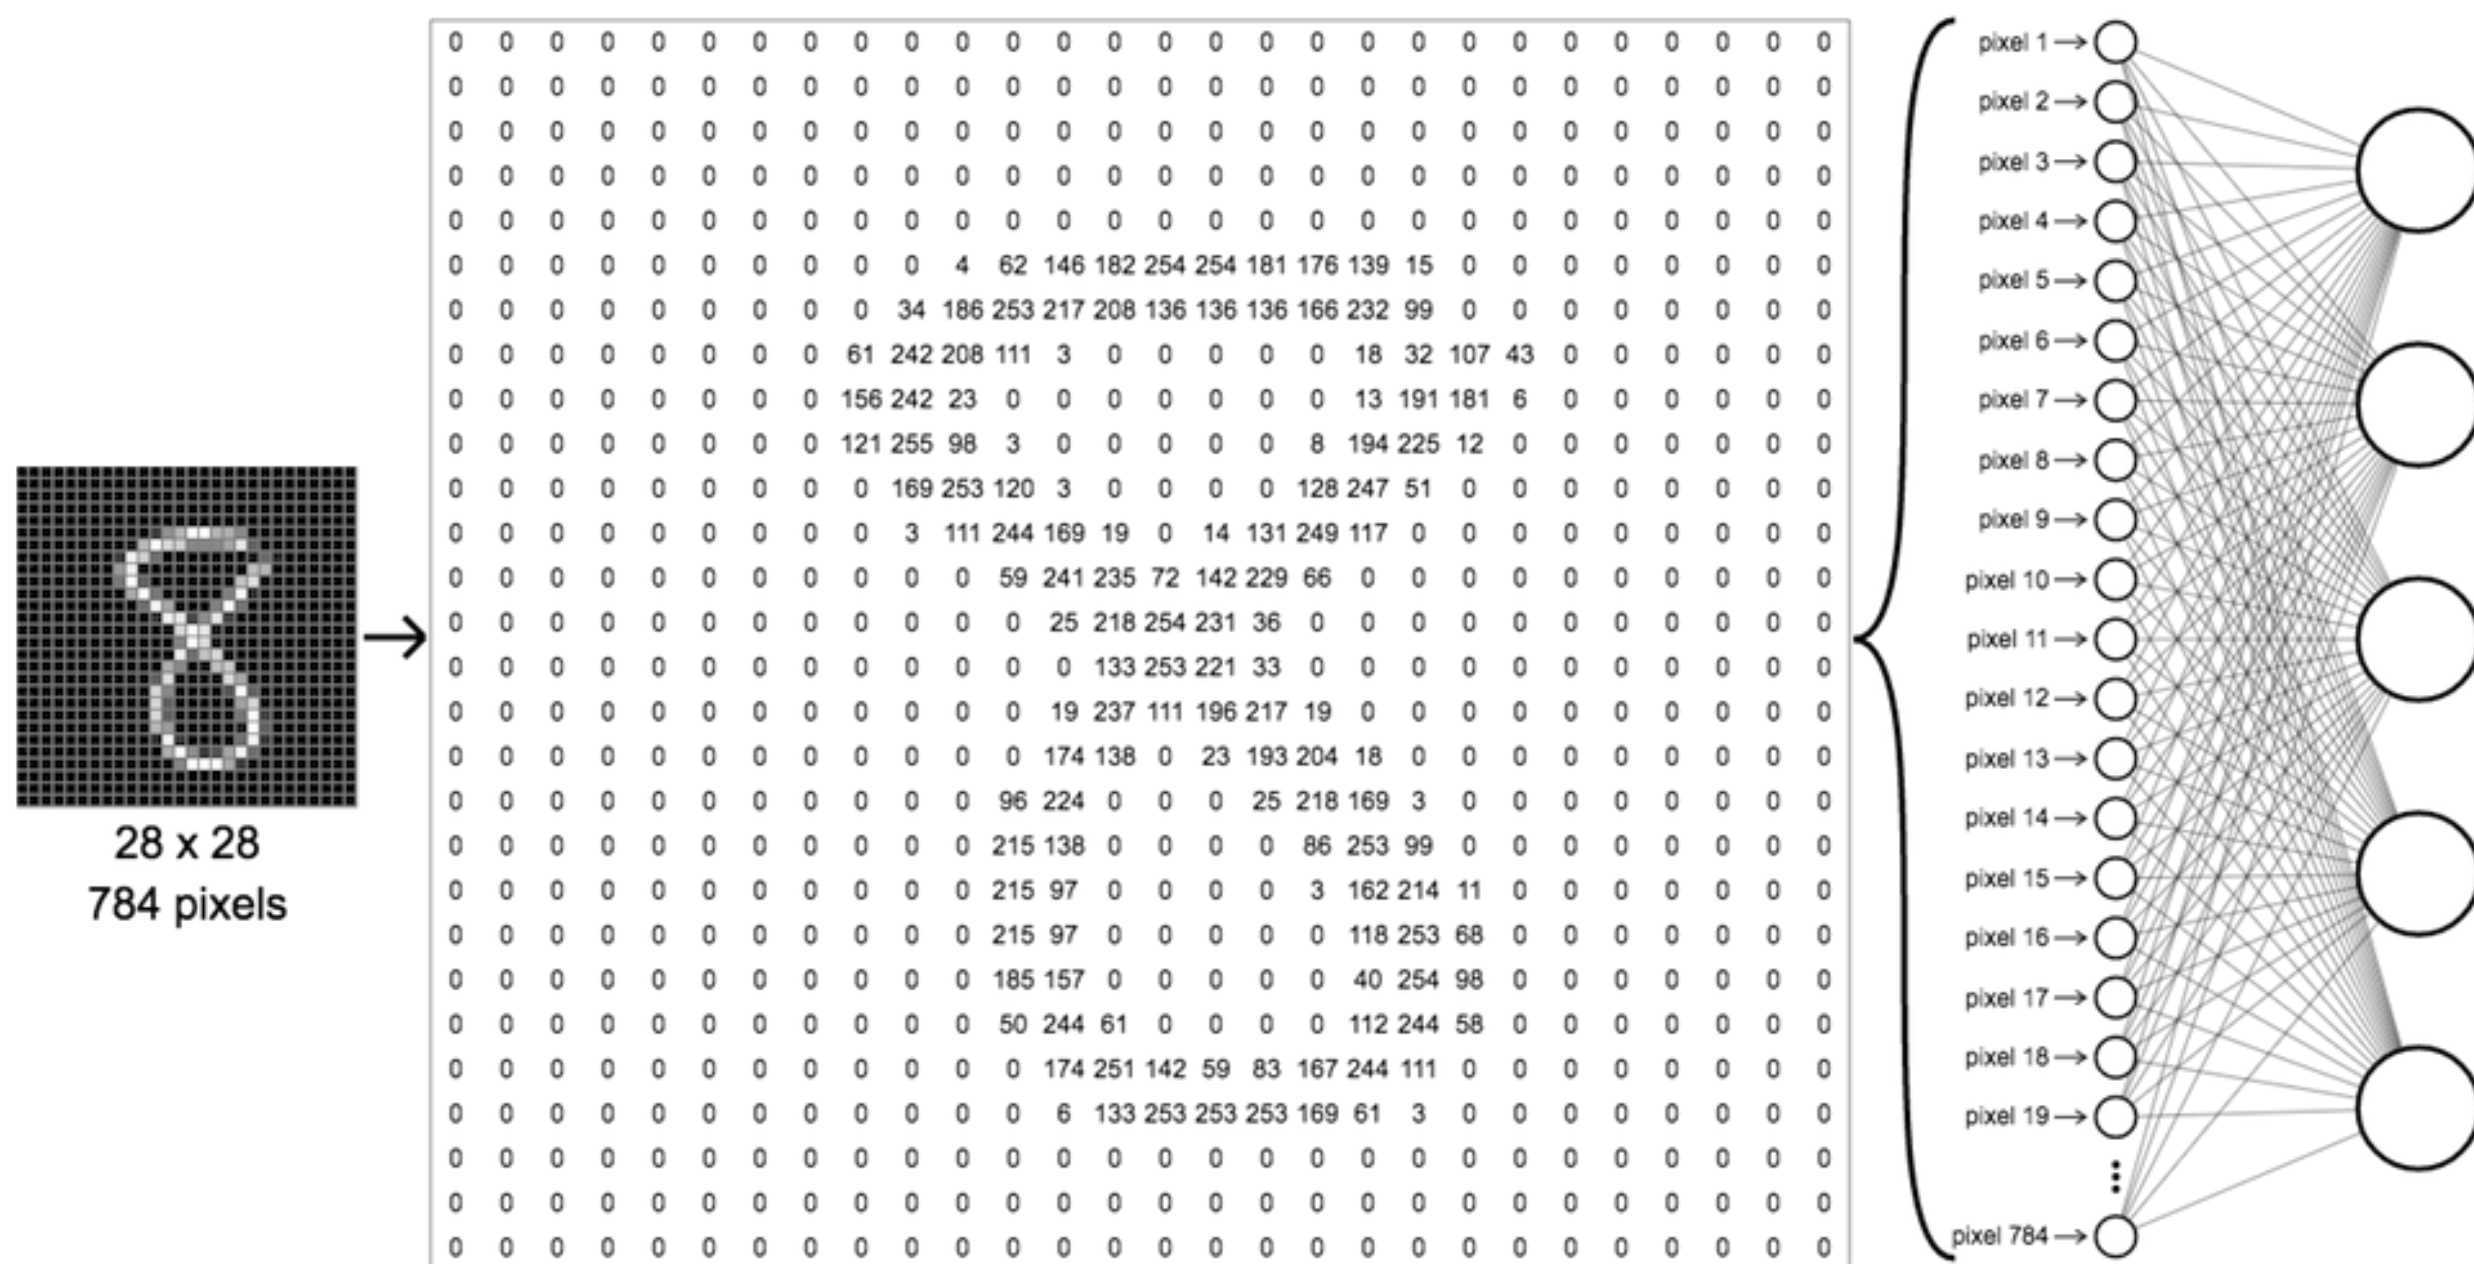 28 x 28
784 pixels
0 0 0 0 0 0 0 0 0 0 0 0 0 0 0 0 0 0 0 0 0 0 0 0 0 0 0 0
0 0 0 0 0 0 0 0 0 0 0 0 0 0 0 0 0 0 0 0 0 0 0 0 0 0 0 0
0 0 0 0 0 0 0 0 0 0 0 0 0 0 0 0 0 0 0 0 0 0 0 0 0 0 0 0
0 0 0 0 0 0 0 0 0 0 0 0 0 0 0 0 0 0 0 0 0 0 0 0 0 0 0 0
0 0 0 0 0 0 0 0 0 0 0 0 0 0 0 0 0 0 0 0 0 0 0 0 0 0 0 0
0 0 0 0 0 0 0 0 0 0 4 62 146 182 254 254 181 176 139 15 0 0 0 0 0 0 0 0
0 0 0 0 0 0 0 0 0 34 186 253 217 208 136 136 136 166 232 99 0 0 0 0 0 0 0 0
0 0 0 0 0 0 0 0 61 242 208 111 3 0 0 0 0 0 18 32 107 43 0 0 0 0 0 0
0 0 0 0 0 0 0 0 156 242 23 0 0 0 0 0 0 0 13 191 181 6 0 0 0 0 0 0
0 0 0 0 0 0 0 0 121 255 98 3 0 0 0 0 0 8 194 225 12 0 0 0 0 0 0 0
0 0 0 0 0 0 0 0 0 169 253 120 3 0 0 0 0 128 247 51 0 0 0 0 0 0 0 0
0 0 0 0 0 0 0 0 0 3 111 244 169 19 0 14 131 249 117 0 0 0 0 0 0 0 0 0
0 0 0 0 0 0 0 0 0 0 0 59 241 235 72 142 229 66 0 0 0 0 0 0 0 0 0 0
0 0 0 0 0 0 0 0 0 0 0 0 25 218 254 231 36 0 0 0 0 0 0 0 0 0 0 0
0 0 0 0 0 0 0 0 0 0 0 0 0 133 253 221 33 0 0 0 0 0 0 0 0 0 0 0
0 0 0 0 0 0 0 0 0 0 0 0 19 237 111 196 217 19 0 0 0 0 0 0 0 0 0 0
0 0 0 0 0 0 0 0 0 0 0 0 174 138 0 23 193 204 18 0 0 0 0 0 0 0 0 0
0 0 0 0 0 0 0 0 0 0 0 96 224 0 0 0 25 218 169 3 0 0 0 0 0 0 0 0
0 0 0 0 0 0 0 0 0 0 0 215 138 0 0 0 0 86 253 99 0 0 0 0 0 0 0 0
0 0 0 0 0 0 0 0 0 0 0 215 97 0 0 0 0 3 162 214 11 0 0 0 0 0 0 0
0 0 0 0 0 0 0 0 0 0 0 215 97 0 0 0 0 0 118 253 68 0 0 0 0 0 0 0
0 0 0 0 0 0 0 0 0 0 0 185 157 0 0 0 0 0 40 254 98 0 0 0 0 0 0 0
0 0 0 0 0 0 0 0 0 0 0 50 244 61 0 0 0 0 112 244 58 0 0 0 0 0 0 0
0 0 0 0 0 0 0 0 0 0 0 0 174 251 142 59 83 167 244 111 0 0 0 0 0 0 0 0
0 0 0 0 0 0 0 0 0 0 0 0 6 133 253 253 253 169 61 3 0 0 0 0 0 0 0 0
0 0 0 0 0 0 0 0 0 0 0 0 0 0 0 0 0 0 0 0 0 0 0 0 0 0 0 0
0 0 0 0 0 0 0 0 0 0 0 0 0 0 0 0 0 0 0 0 0 0 0 0 0 0 0 0
0 0 0 0 0 0 0 0 0 0 0 0 0 0 0 0 0 0 0 0 0 0 0 0 0 0 0 0
pixel 1
pixel 2
pixel 3
pixel 4
pixel 5
pixel 6
pixel 7
pixel 8
pixel 9
pixel 10
pixel 11
pixel 12
pixel 13
pixel 14
pixel 15
pixel 16
pixel 17
pixel 18
pixel 19
pixel 784